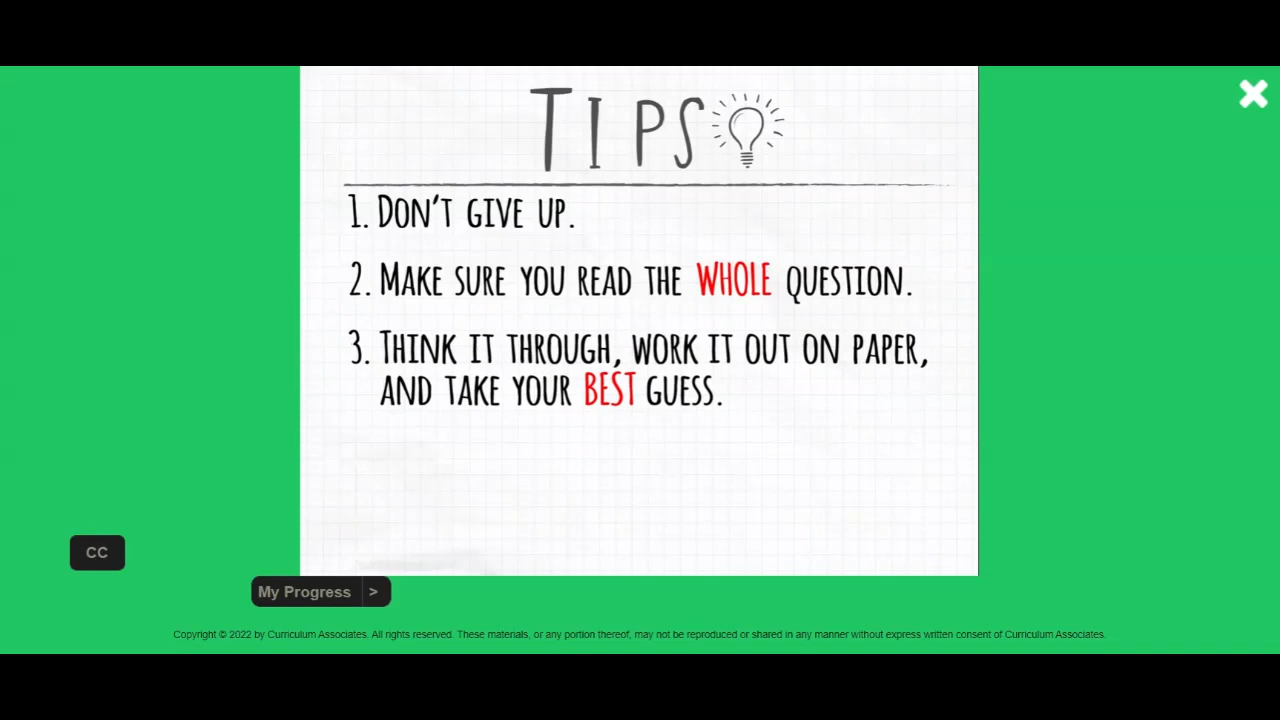 TIPS
1. DON'T GIVE UP.
2. MAKE SURE YOU READ THE WHOLE QUESTION.
3. THINK IT THROUGH, WORK IT OUT ON PAPER,
AND TAKE YOUR BEST GUESS.
CC
My Progress >
Copyright © 2022 by Curriculum Associates. All rights reserved. These materials, or any portion thereof, may not be reproduced or shared in any manner without express written consent of Curriculum Associates.